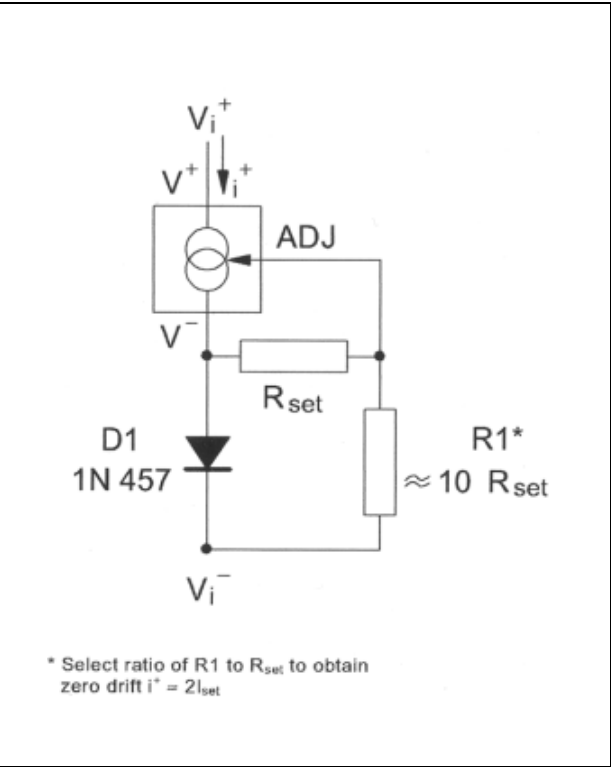 Vi+
V+
i+
ADJ
V−
Rset
D1
1N 457
R1*
≈ 10 Rset
Vi−
* Select ratio of R1 to Rset to obtain
zero drift i+ = 2Iset